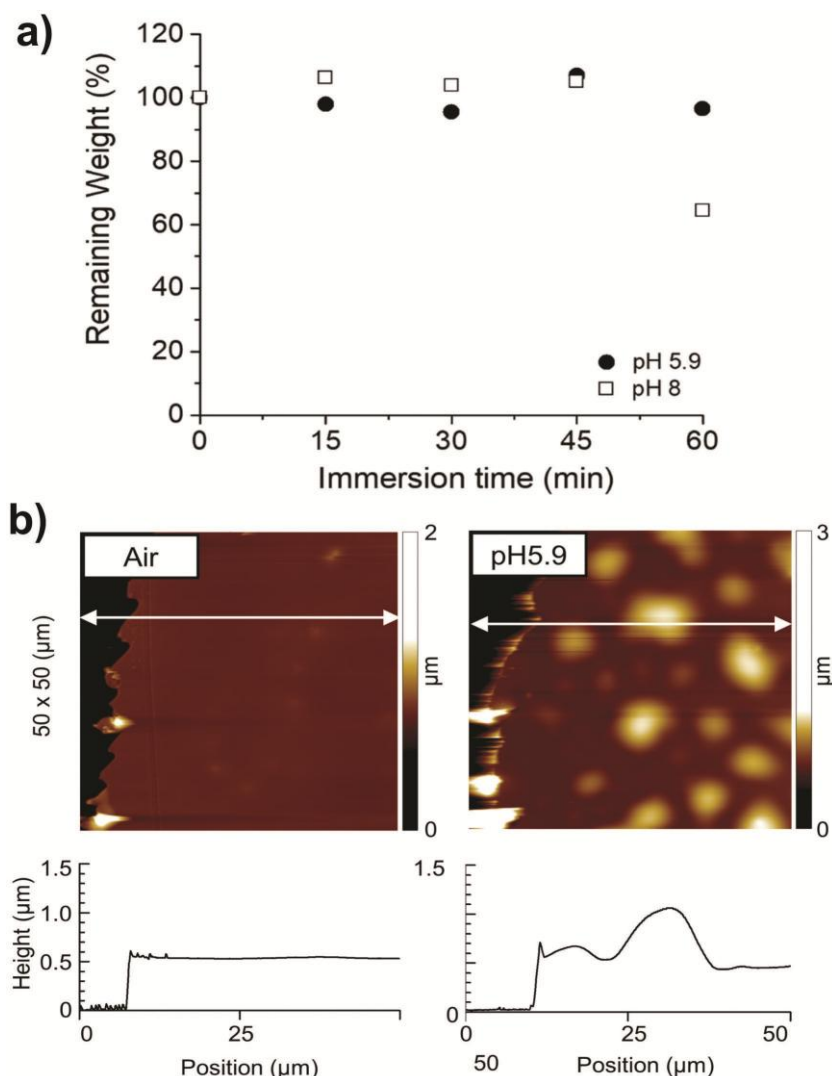 a)
Remaining Weight (%)
120
100
80
60
40
20
0
0 15 30 45 60
Immersion time (min)
pH 5.9
pH 8
b)
50 x 50 (μm)
Air
2
μm
0
pH5.9
3
μm
0
Height (μm)
1.5
1.0
0.5
0
0 25
Position (μm)
1.5
0
0 25 50
50 Position (μm)